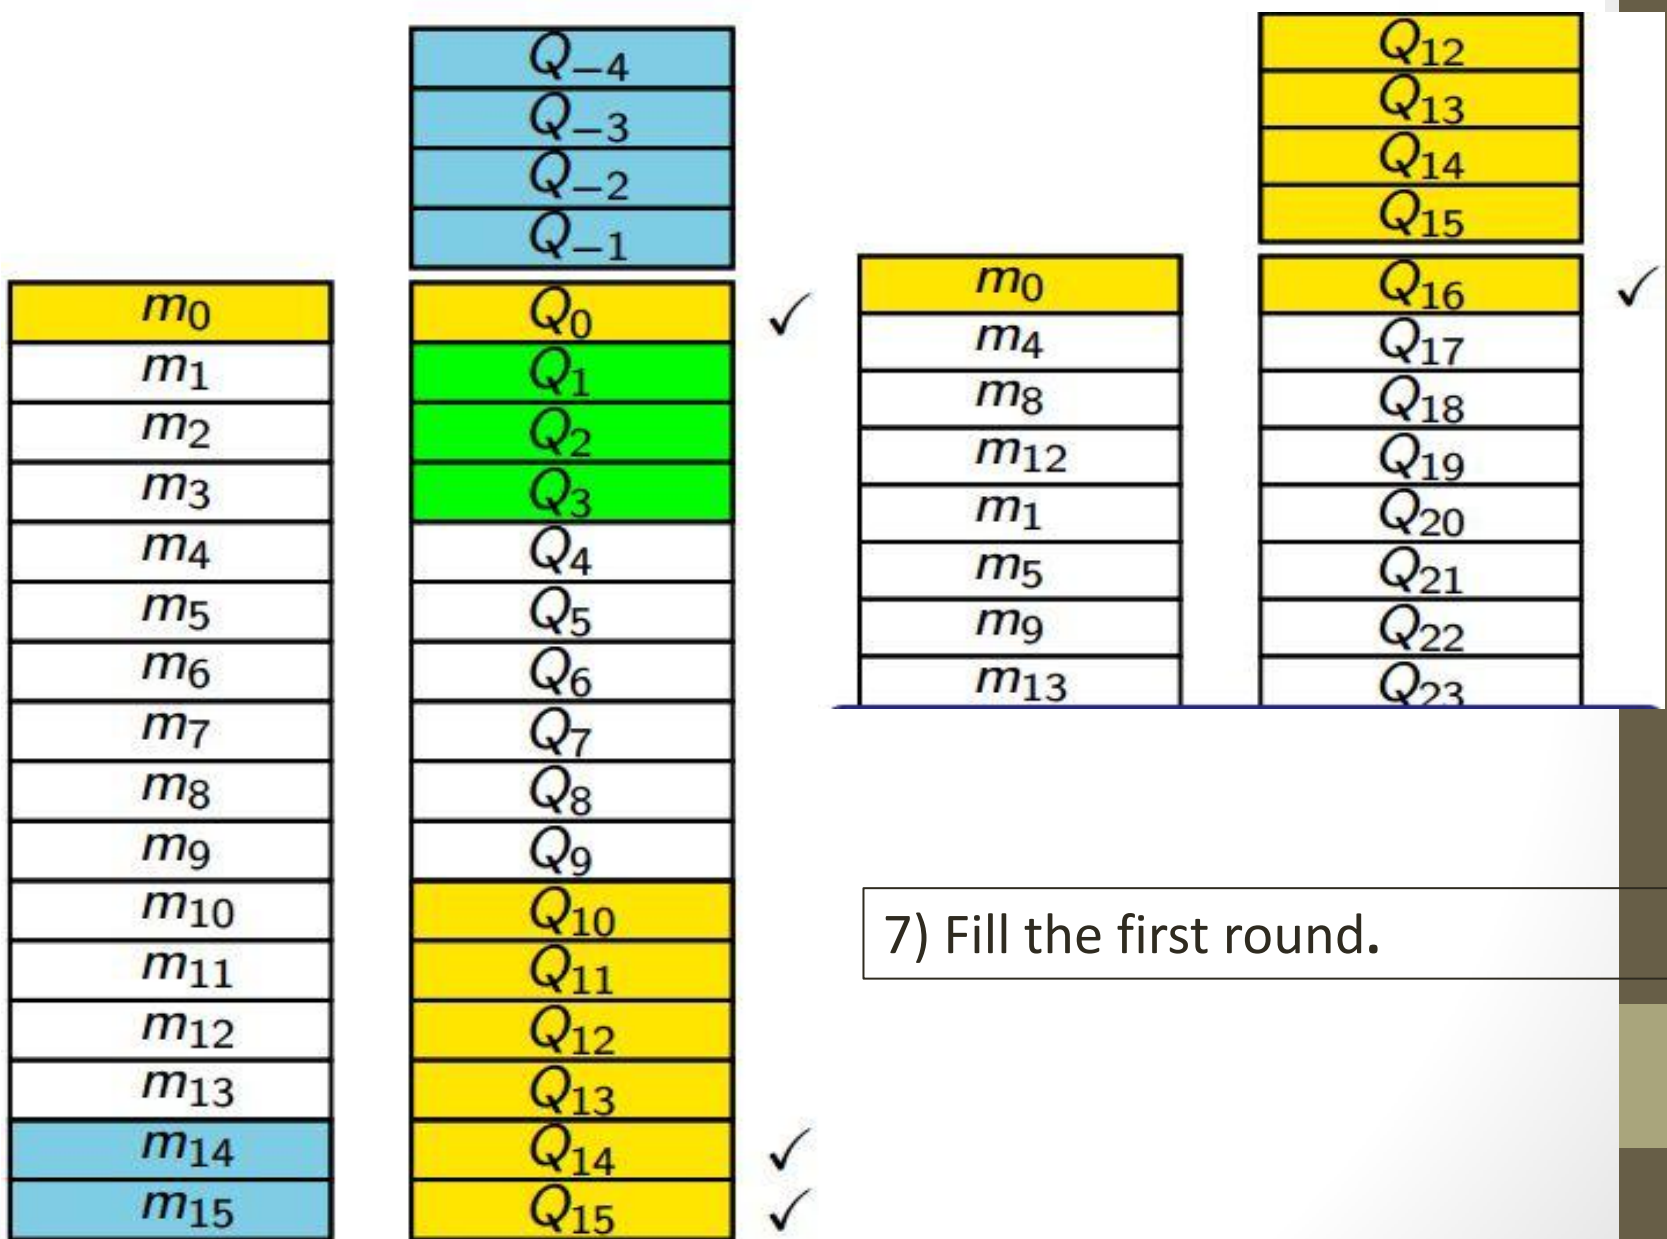 Q₋₄
Q₋₃
Q₋₂
Q₋₁
m₀ Q₀ ✓
m₁ Q₁
m₂ Q₂
m₃ Q₃
m₄ Q₄
m₅ Q₅
m₆ Q₆
m₇ Q₇
m₈ Q₈
m₉ Q₉
m₁₀ Q₁₀
m₁₁ Q₁₁
m₁₂ Q₁₂
m₁₃ Q₁₃
m₁₄ Q₁₄ ✓
m₁₅ Q₁₅ ✓
Q₁₂
Q₁₃
Q₁₄
Q₁₅
m₀ Q₁₆ ✓
m₄ Q₁₇
m₈ Q₁₈
m₁₂ Q₁₉
m₁ Q₂₀
m₅ Q₂₁
m₉ Q₂₂
m₁₃ Q₂₃
7) Fill the first round.